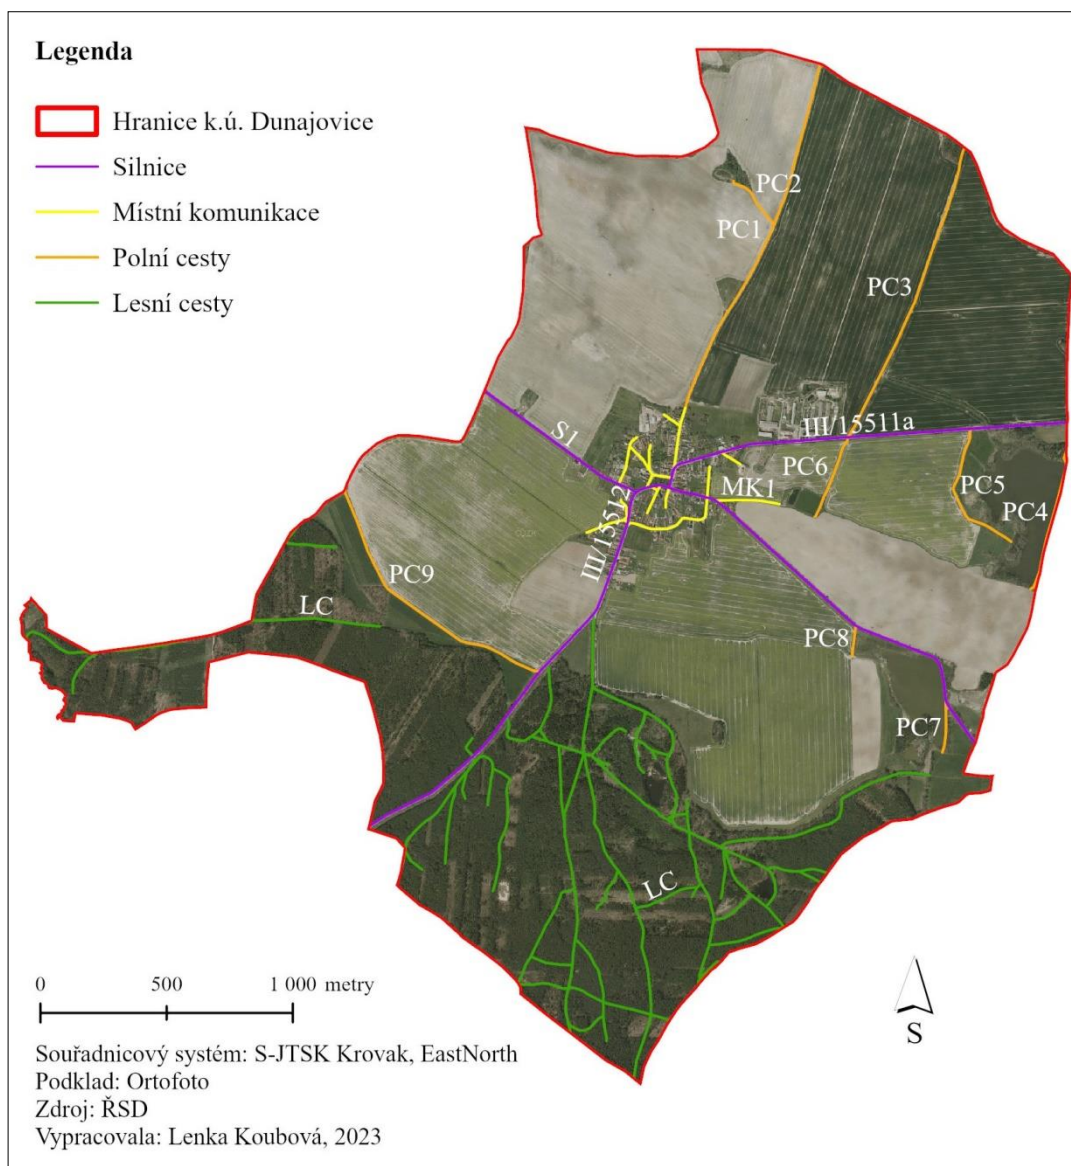 Legenda
Hranice k.ú. Dunajovice
Silnice
Místní komunikace
Polní cesty
Lesní cesty
PC2
PC1
PC3
III/15511a
S1
PC6
MK1
PC5
PC4
III/15512
PC9
LC
PC8
PC7
LC
0 500 1 000 metry
S
Souřadnicový systém: S-JTSK Krovak, EastNorth
Podklad: Ortofoto
Zdroj: ŘSD
Vypracovala: Lenka Koubová, 2023